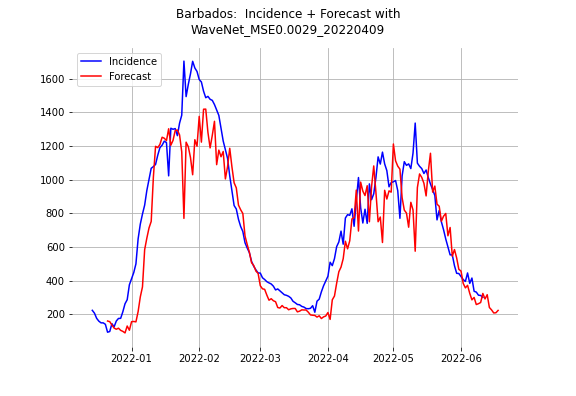 Barbados:  Incidence + Forecast with
WaveNet_MSE0.0029_20220409
Incidence
Forecast
1600
1400
1200
1000
800
600
400
200
2022-01 2022-02 2022-03 2022-04 2022-05 2022-06